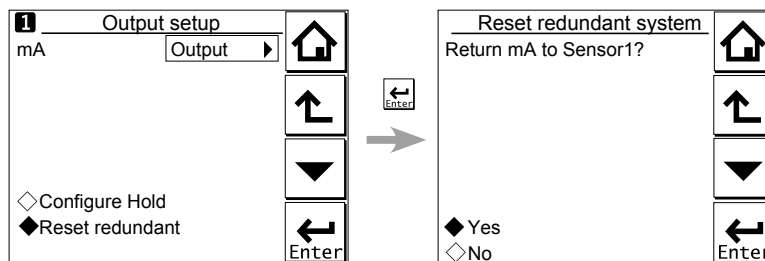 1 Output setup
mA Output
Configure Hold
Reset redundant
Enter
Enter
Reset redundant system
Return mA to Sensor1?
Yes
No
Enter